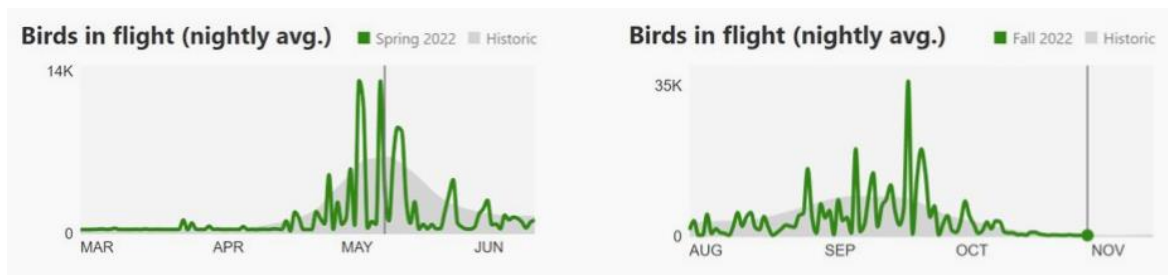 Birds in flight (nightly avg.) Spring 2022 Historic
14K
0
MAR APR MAY JUN
Birds in flight (nightly avg.) Fall 2022 Historic
35K
0
AUG SEP OCT NOV